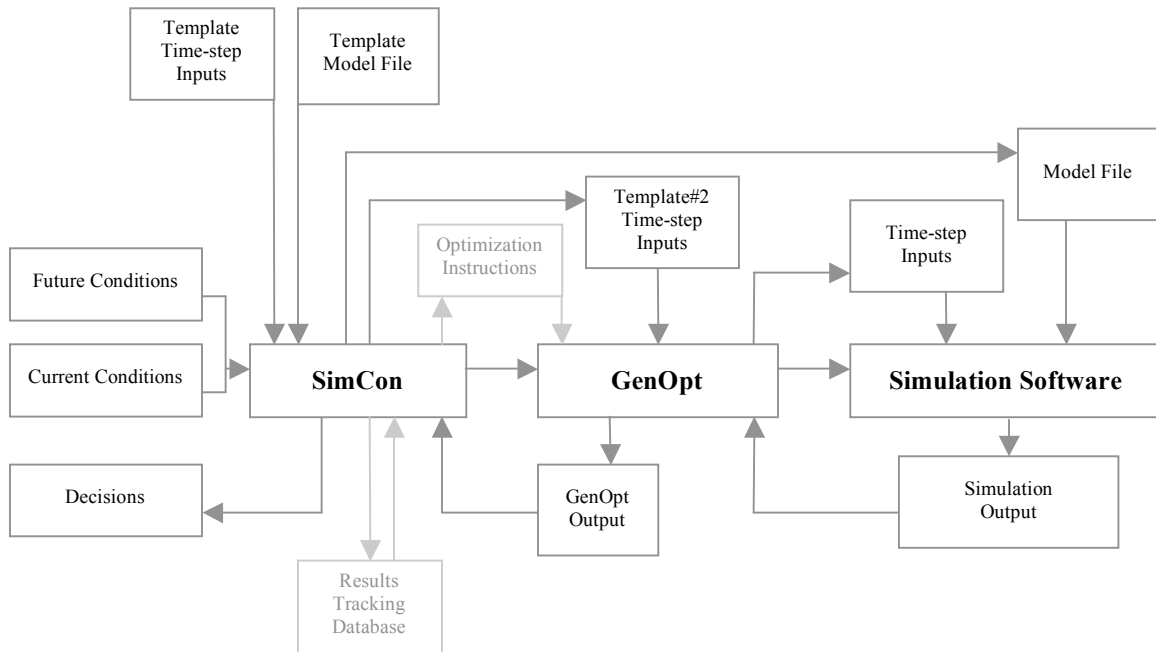 Template
Time-step
Inputs
Template
Model File
Model File
Template#2
Time-step
Inputs
Time-step
Inputs
Optimization
Instructions
Future Conditions
Current Conditions
SimCon
GenOpt
Simulation Software
Decisions
GenOpt
Output
Simulation
Output
Results
Tracking
Database